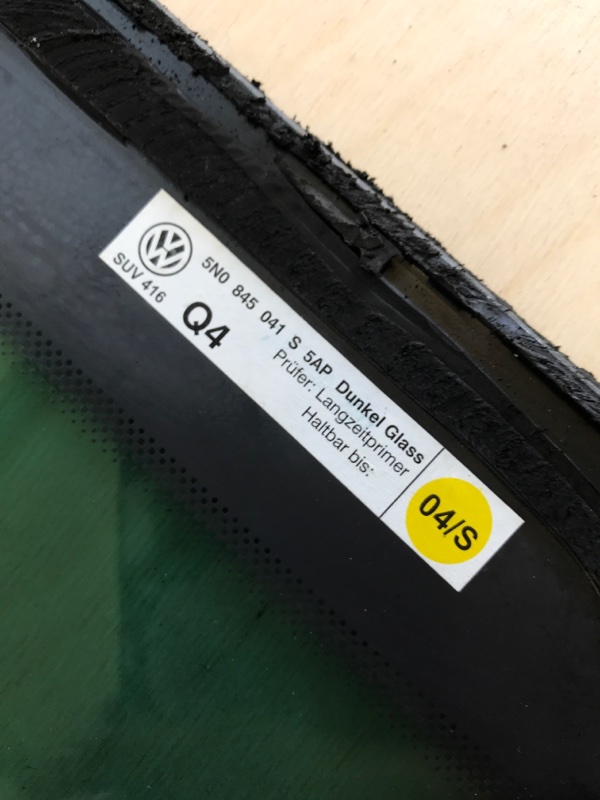 5N0 845 041 S 5AP Dunkel Glass
SUV 416
Q4
Prüfer: Langzeitprimer
Haltbar bis:
04/S